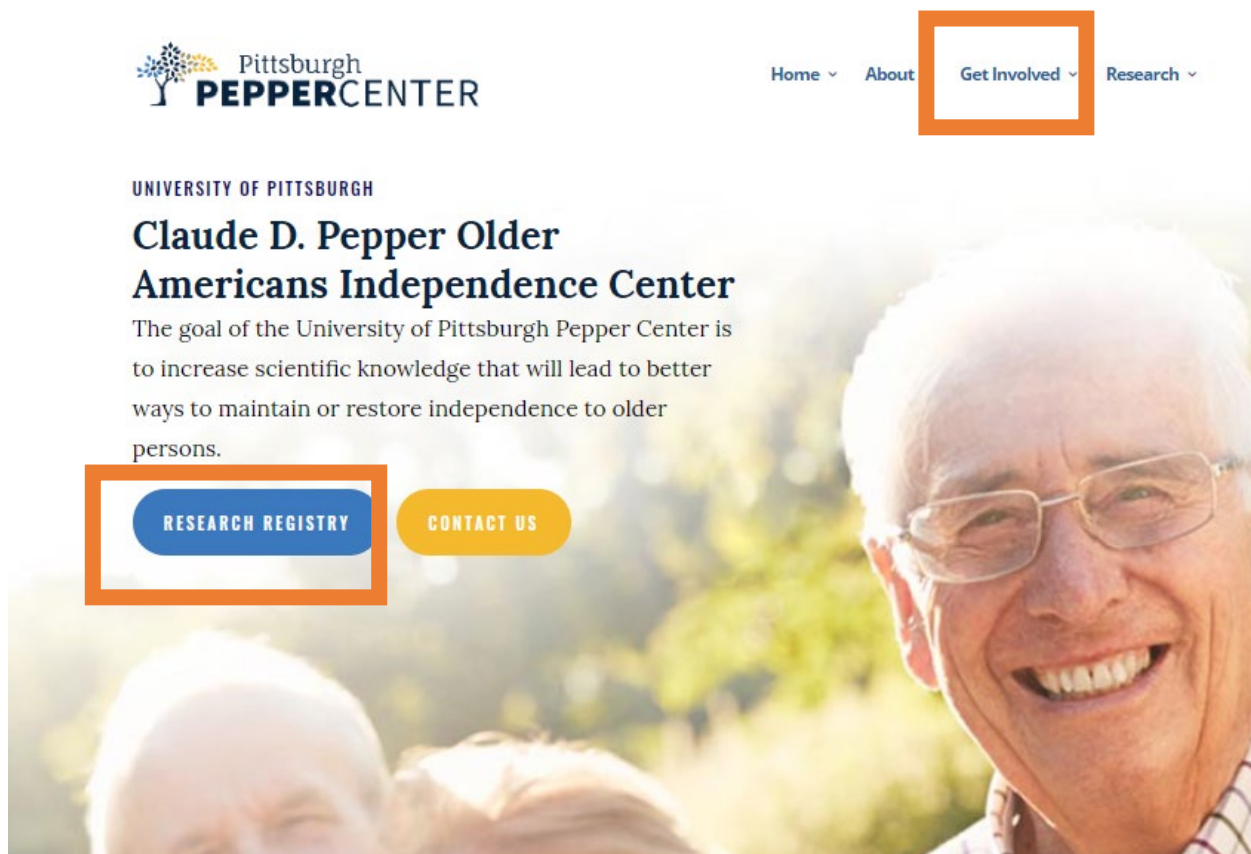 Pittsburgh
PEPPERCENTER
Home About Get Involved Research
UNIVERSITY OF PITTSBURGH
Claude D. Pepper Older
Americans Independence Center
The goal of the University of Pittsburgh Pepper Center is
to increase scientific knowledge that will lead to better
ways to maintain or restore independence to older
persons.
RESEARCH REGISTRY CONTACT US